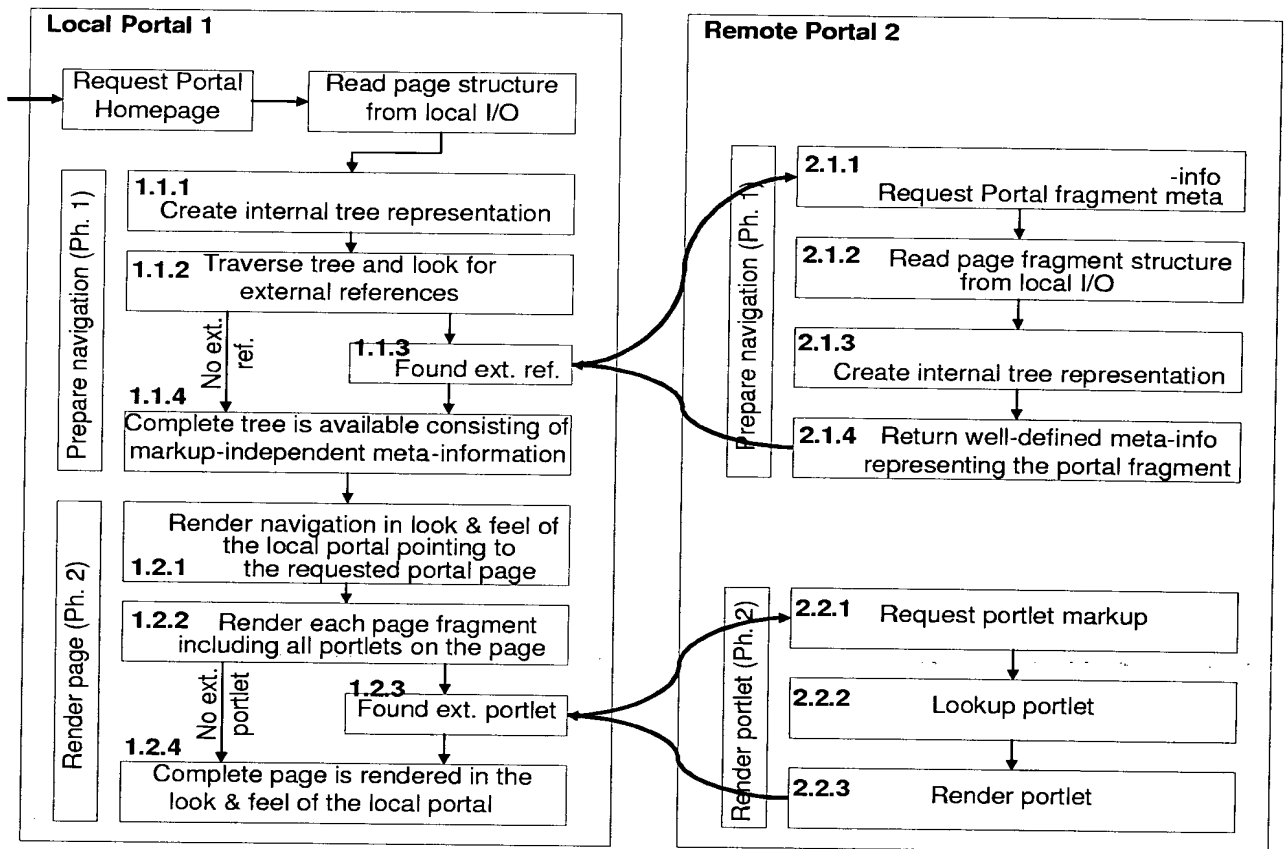 Local Portal 1
Request Portal
Homepage
Read page structure
from local I/O
Prepare navigation (Ph. 1)
1.1.1
Create internal tree representation
1.1.2 Traverse tree and look for
external references
No ext.
ref.
1.1.3
Found ext. ref.
1.1.4
Complete tree is available consisting of
markup-independent meta-information
Render page (Ph. 2)
Render navigation in look & feel of
the local portal pointing to
1.2.1 the requested portal page
1.2.2 Render each page fragment
including all portlets on the page
No ext.
portlet
1.2.3
Found ext. portlet
1.2.4
Complete page is rendered in the
look & feel of the local portal
Remote Portal 2
Prepare navigation (Ph. 1)
2.1.1 -info
Request Portal fragment meta
2.1.2 Read page fragment structure
from local I/O
2.1.3
Create internal tree representation
2.1.4 Return well-defined meta-info
representing the portal fragment
Render portlet (Ph. 2)
2.2.1 Request portlet markup
2.2.2 Lookup portlet
2.2.3 Render portlet